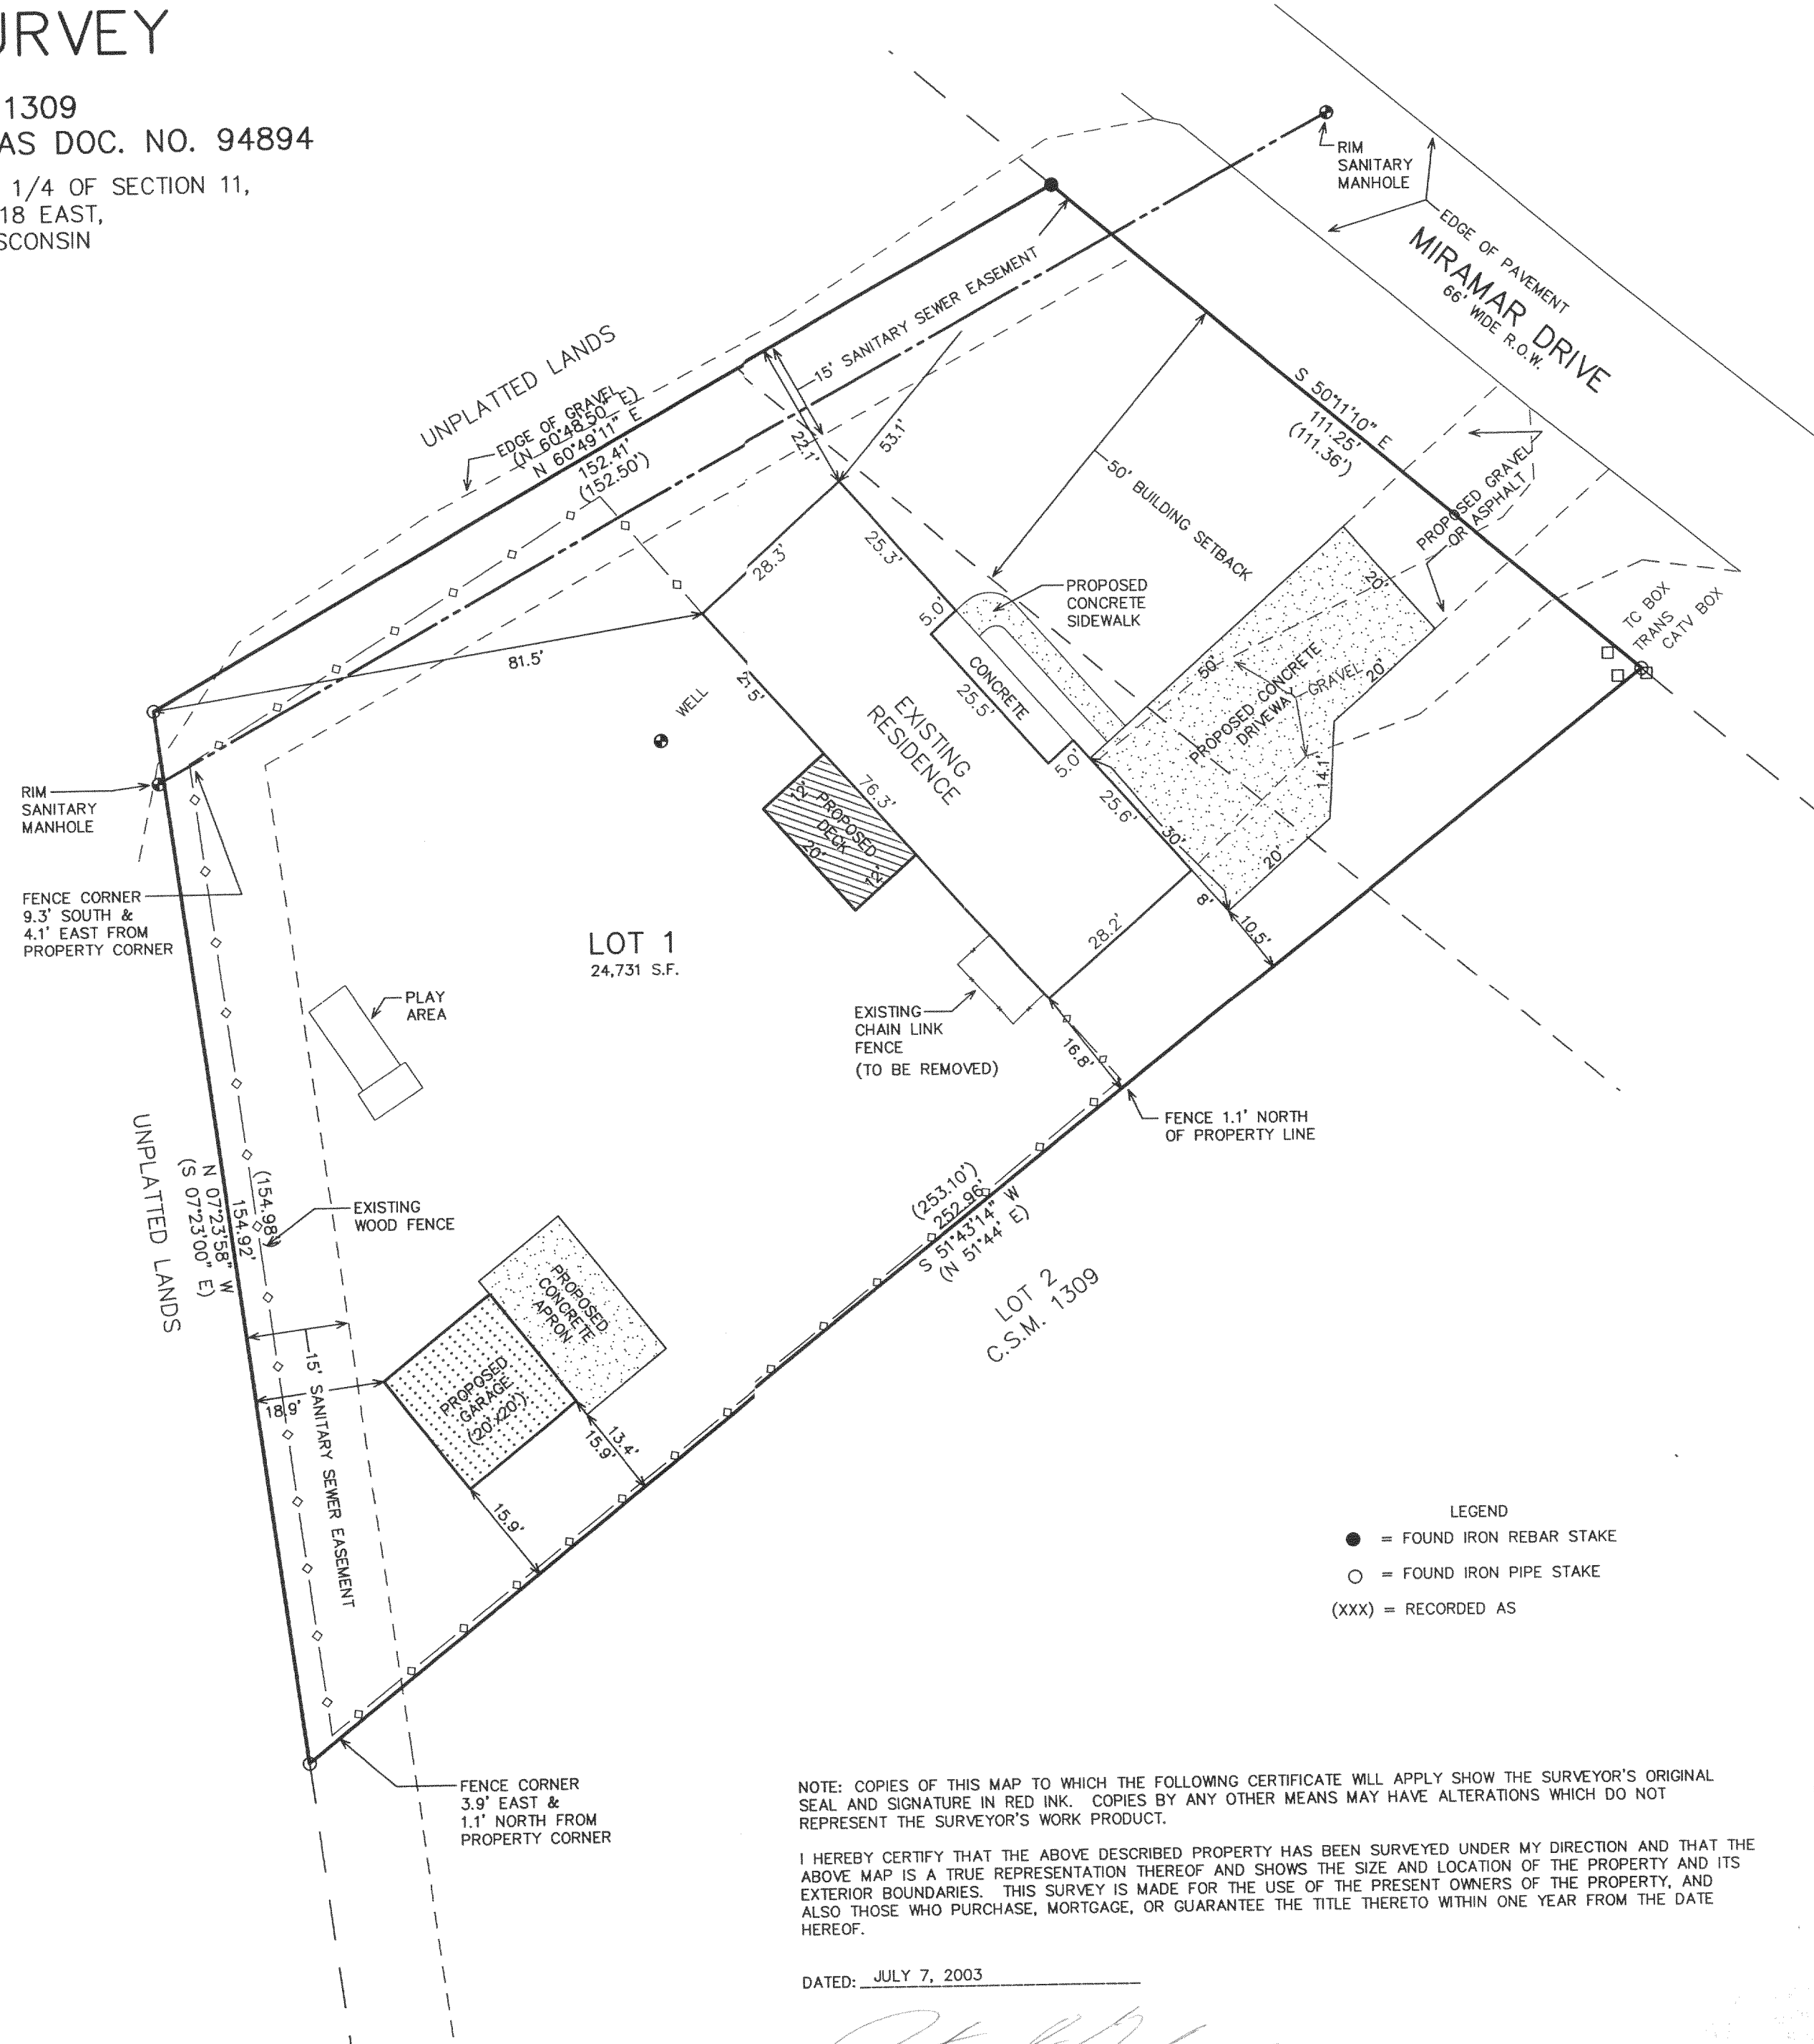 URVEY
1309
AS DOC. NO. 94894
1/4 OF SECTION 11,
18 EAST,
SCONSIN
RIM
SANITARY
MANHOLE
EDGE OF PAVEMENT
MIRAMAR DRIVE
66' WIDE R.O.W.
UNPLATTED LANDS
EDGE OF GRAVEL
(N 60°48'50" E)
N 60°49'11" E
152.41'
(152.50')
15' SANITARY SEWER EASEMENT
22.1'
53.1'
S 50°11'10" E
111.25'
(111.36')
50' BUILDING SETBACK
PROPOSED GRAVEL
OR ASPHALT
28.3'
25.3'
81.5'
21.5'
WELL
5.0'
PROPOSED
CONCRETE
SIDEWALK
CONCRETE
25.5'
5.0'
EXISTING
RESIDENCE
76.3'
12'
PROPOSED
DECK
20'
12'
20'
50'
PROPOSED CONCRETE
DRIVEWAY
GRAVEL
20'
14.1'
25.6'
30'
20'
8'
10.5'
28.2'
TC BOX
TRANS
CATV BOX
RIM
SANITARY
MANHOLE
FENCE CORNER
9.3' SOUTH &
4.1' EAST FROM
PROPERTY CORNER
LOT 1
24,731 S.F.
PLAY
AREA
EXISTING
CHAIN LINK
FENCE
(TO BE REMOVED)
16.8'
FENCE 1.1' NORTH
OF PROPERTY LINE
UNPLATTED LANDS
(S 07°23'00" E)
N 07°23'58" W
154.92'
(154.98')
EXISTING
WOOD FENCE
(253.10')
252.96'
S 51°43'14" W
(N 51°44' E)
LOT 2
C.S.M. 1309
PROPOSED
CONCRETE
APRON
PROPOSED
GARAGE
(20'x20')
15' SANITARY SEWER EASEMENT
18.9'
13.4'
15.9'
15.9'
LEGEND
= FOUND IRON REBAR STAKE
= FOUND IRON PIPE STAKE
(XXX) = RECORDED AS
FENCE CORNER
3.9' EAST &
1.1' NORTH FROM
PROPERTY CORNER
NOTE: COPIES OF THIS MAP TO WHICH THE FOLLOWING CERTIFICATE WILL APPLY SHOW THE SURVEYOR'S ORIGINAL
SEAL AND SIGNATURE IN RED INK. COPIES BY ANY OTHER MEANS MAY HAVE ALTERATIONS WHICH DO NOT
REPRESENT THE SURVEYOR'S WORK PRODUCT.
I HEREBY CERTIFY THAT THE ABOVE DESCRIBED PROPERTY HAS BEEN SURVEYED UNDER MY DIRECTION AND THAT THE
ABOVE MAP IS A TRUE REPRESENTATION THEREOF AND SHOWS THE SIZE AND LOCATION OF THE PROPERTY AND ITS
EXTERIOR BOUNDARIES. THIS SURVEY IS MADE FOR THE USE OF THE PRESENT OWNERS OF THE PROPERTY, AND
ALSO THOSE WHO PURCHASE, MORTGAGE, OR GUARANTEE THE TITLE THERETO WITHIN ONE YEAR FROM THE DATE
HEREOF.
DATED: JULY 7, 2003